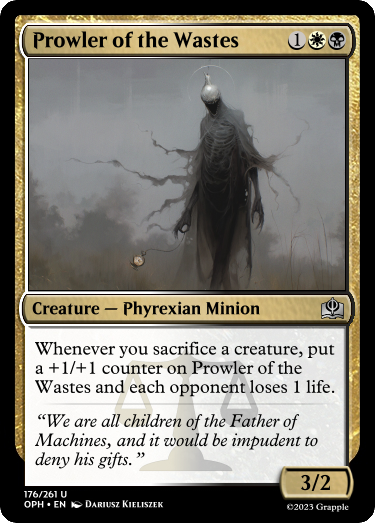 Prowler of the Wastes 1
Creature — Phyrexian Minion
Whenever you sacrifice a creature, put
a +1/+1 counter on Prowler of the
Wastes and each opponent loses 1 life.
“We are all children of the Father of
Machines, and it would be impudent to
deny his gifts.”
3/2
176/261 U
OPH • EN Dariusz Kieliszek
©2023 Grapple